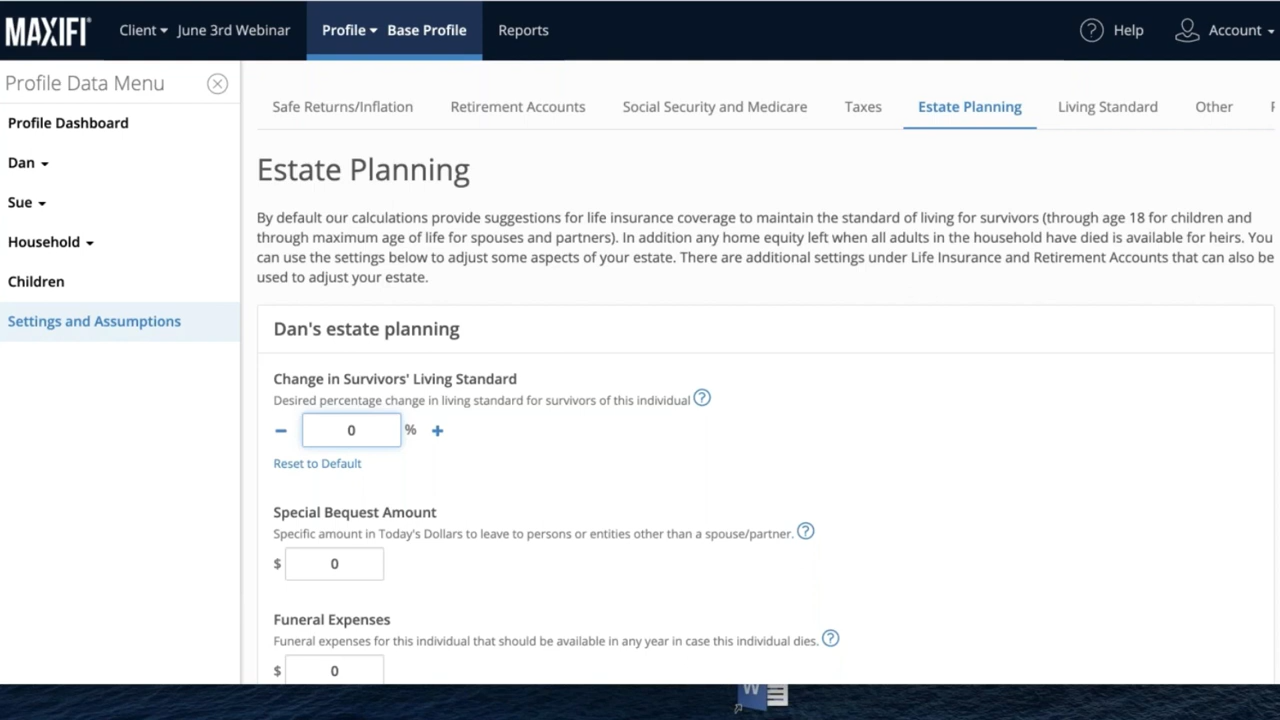 MAXIFI®
Client June 3rd Webinar Profile Base Profile Reports ? Help Account
Profile Data Menu
Profile Dashboard
Dan
Sue
Household
Children
Settings and Assumptions
Safe Returns/Inflation Retirement Accounts Social Security and Medicare Taxes Estate Planning Living Standard Other
Estate Planning
By default our calculations provide suggestions for life insurance coverage to maintain the standard of living for survivors (through age 18 for children and
through maximum age of life for spouses and partners). In addition any home equity left when all adults in the household have died is available for heirs. You
can use the settings below to adjust some aspects of your estate. There are additional settings under Life Insurance and Retirement Accounts that can also be
used to adjust your estate.
Dan's estate planning
Change in Survivors' Living Standard
Desired percentage change in living standard for survivors of this individual ?
− 0 % +
Reset to Default
Special Bequest Amount
Specific amount in Today's Dollars to leave to persons or entities other than a spouse/partner. ?
$ 0
Funeral Expenses
Funeral expenses for this individual that should be available in any year in case this individual dies. ?
$ 0
W